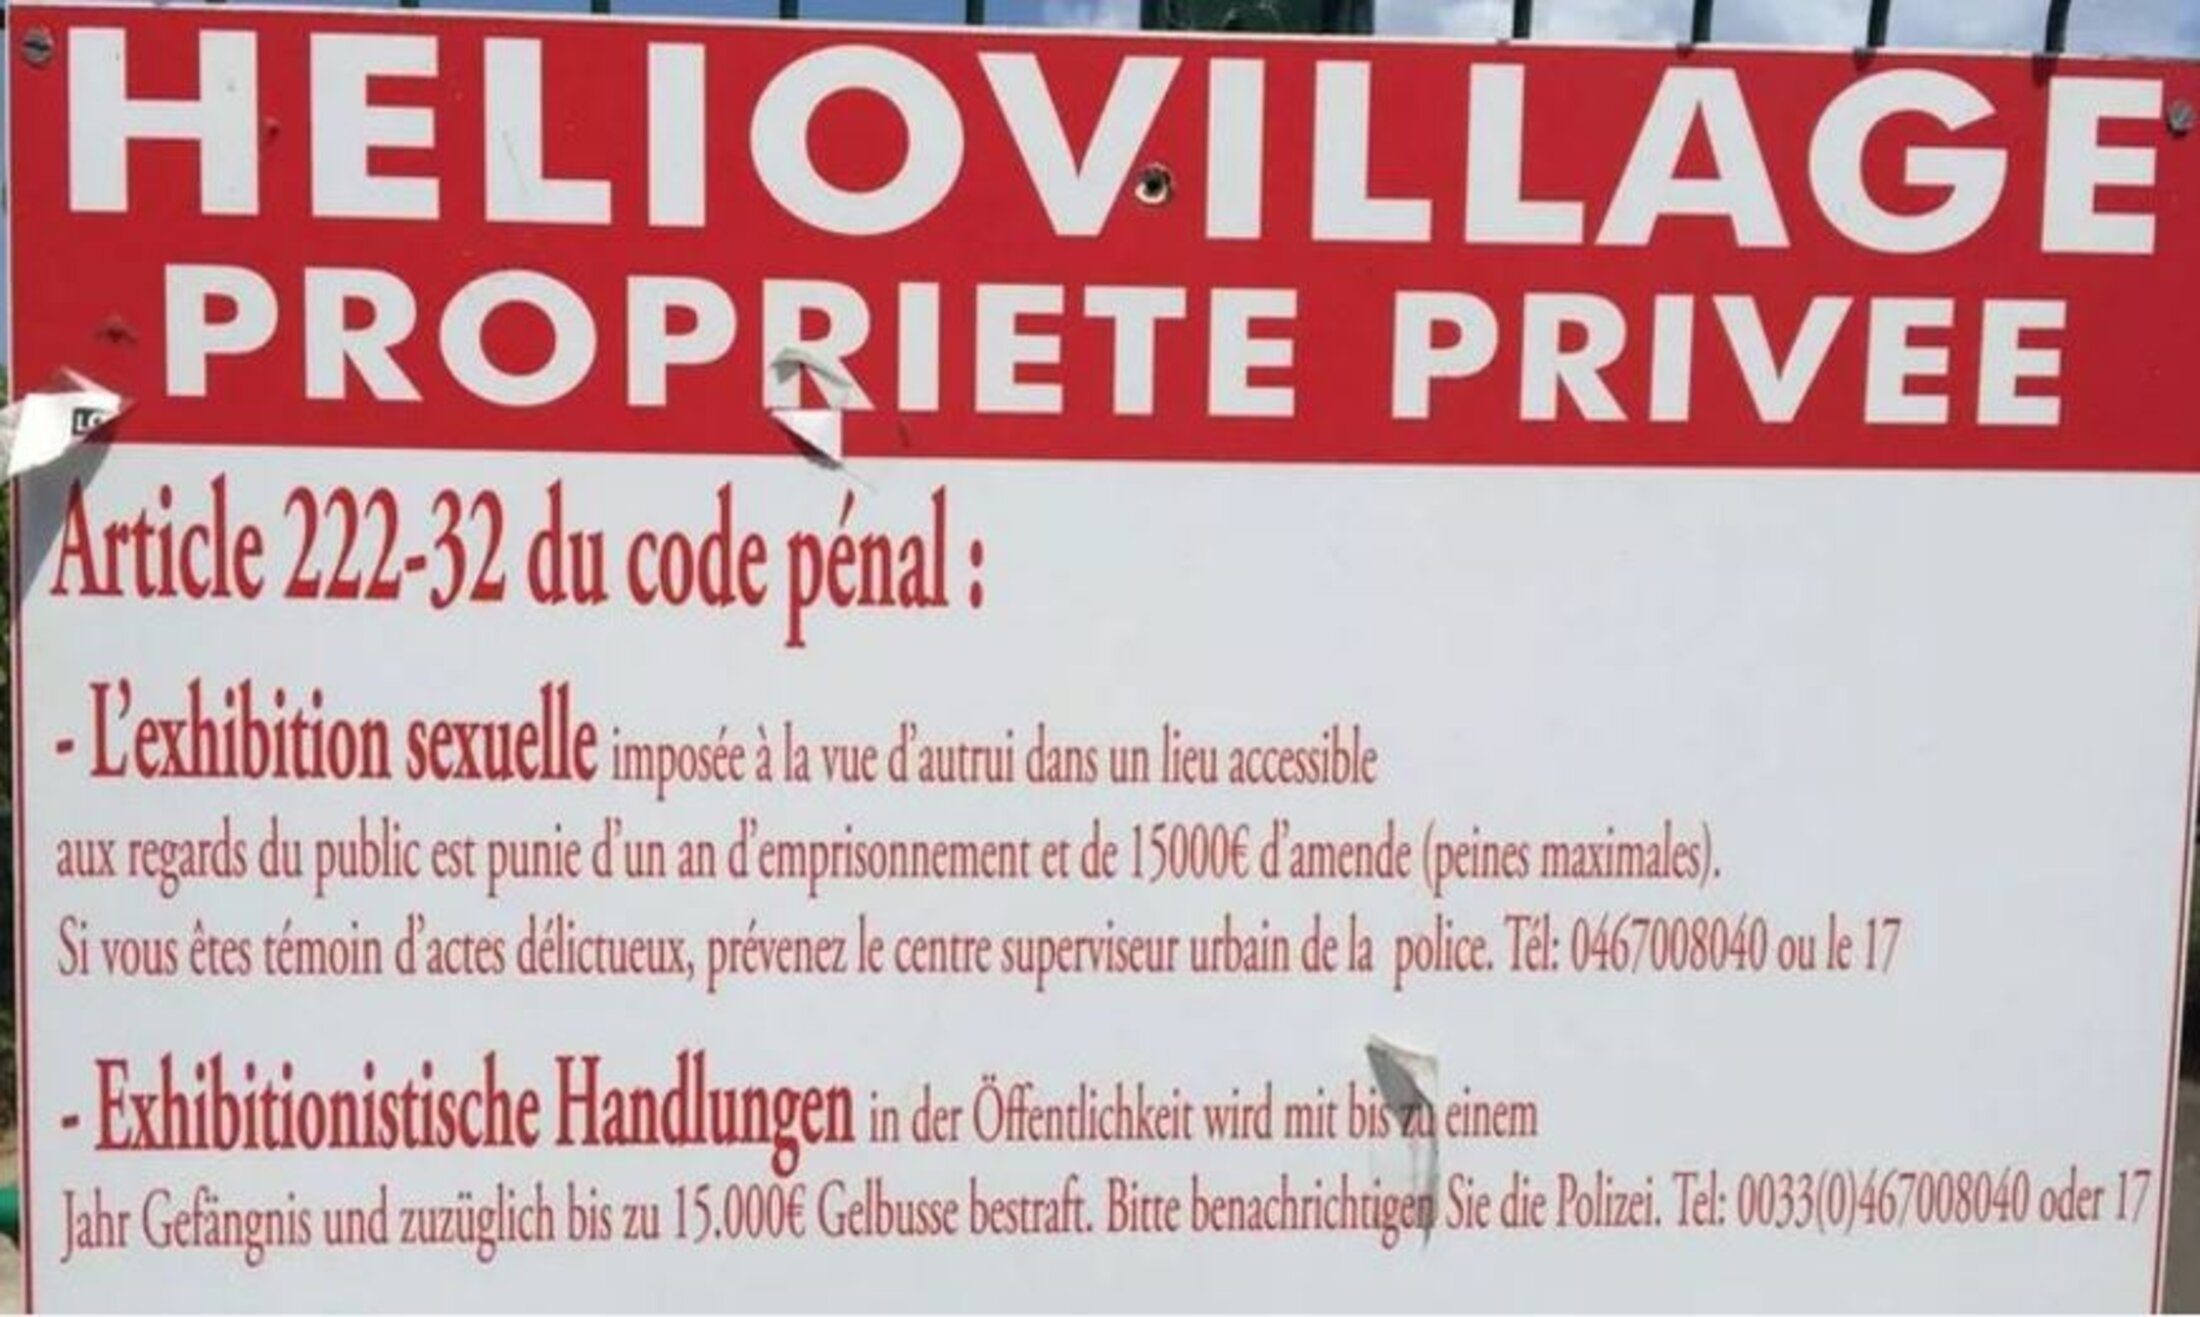 HELIOVILLAGE
PROPRIETE PRIVEE
LG
Article 222-32 du code pénal :
- L'exhibition sexuelle imposée à la vue d'autrui dans un lieu accessible
aux regards du public est punie d'un an d'emprisonnement et de 15000€ d'amende (peines maximales).
Si vous êtes témoin d'actes délictueux, prévenez le centre superviseur urbain de la police. Tél: 0467008040 ou le 17
- Exhibitionistische Handlungen in der Öffentlichkeit wird mit bis zu einem
Jahr Gefängnis und zuzüglich bis zu 15.000€ Gelbusse bestraft. Bitte benachrichtigen Sie die Polizei. Tel: 0033(0)467008040 oder 17